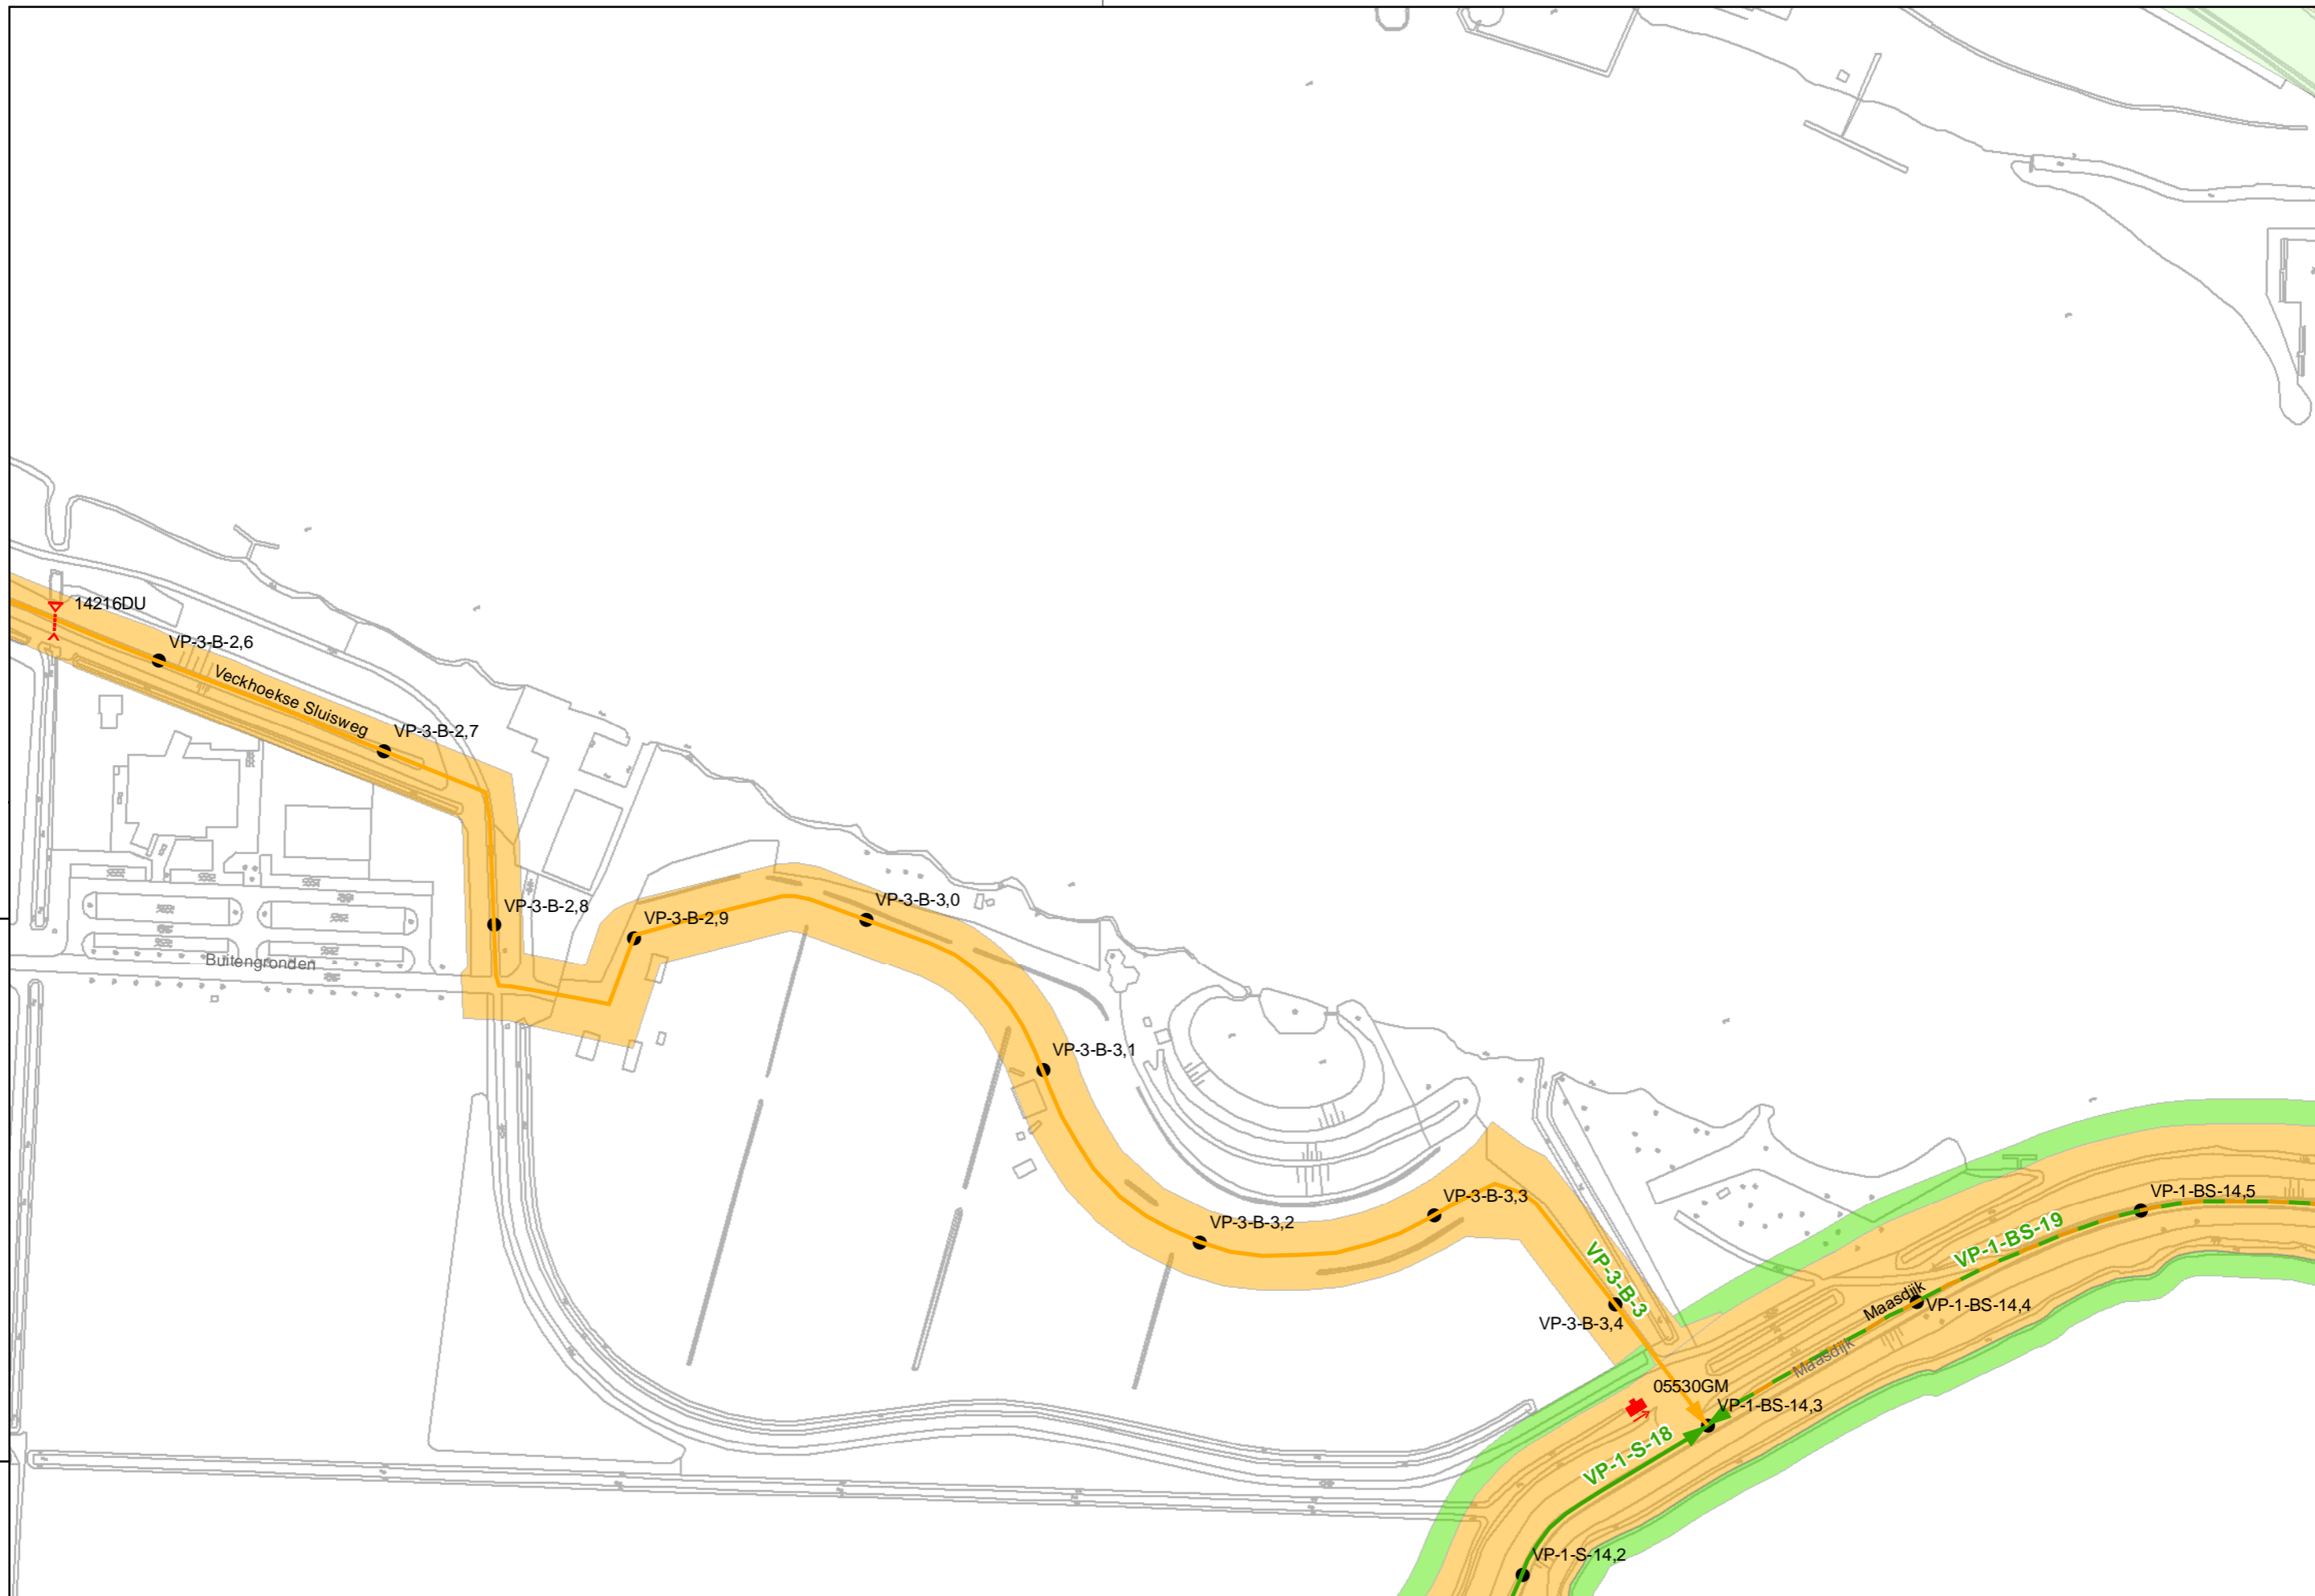 14216DU
VP-3-B-2,6
Veckhoekse Sluisweg
VP-3-B-2,7
VP-3-B-2,8
VP-3-B-2,9
VP-3-B-3,0
Buitengronden
VP-3-B-3,1
VP-3-B-3,2
VP-3-B-3,3
VP-1-BS-14,5
VP-1-BS-19
VP-3-B-3
Maasdijk
VP-1-BS-14,4
VP-3-B-3,4
Maasdijk
05530GM
VP-1-BS-14,3
VP-1-S-18
VP-1-S-14,2